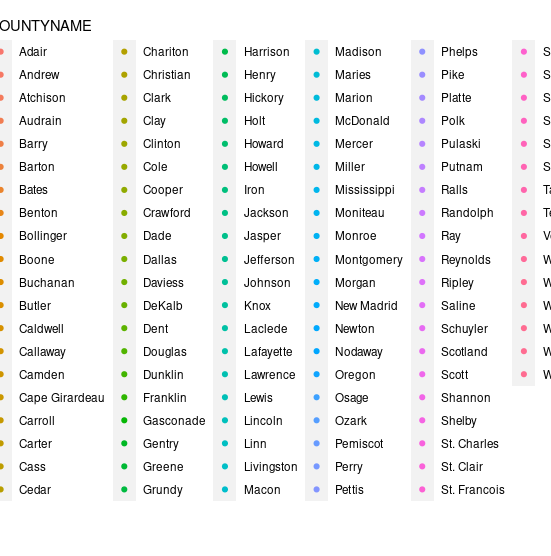 OUNTYNAME
Adair
Andrew
Atchison
Audrain
Barry
Barton
Bates
Benton
Bollinger
Boone
Buchanan
Butler
Caldwell
Callaway
Camden
Cape Girardeau
Carroll
Carter
Cass
Cedar
Chariton
Christian
Clark
Clay
Clinton
Cole
Cooper
Crawford
Dade
Dallas
Daviess
DeKalb
Dent
Douglas
Dunklin
Franklin
Gasconade
Gentry
Greene
Grundy
Harrison
Henry
Hickory
Holt
Howard
Howell
Iron
Jackson
Jasper
Jefferson
Johnson
Knox
Laclede
Lafayette
Lawrence
Lewis
Lincoln
Linn
Livingston
Macon
Madison
Maries
Marion
McDonald
Mercer
Miller
Mississippi
Moniteau
Monroe
Montgomery
Morgan
New Madrid
Newton
Nodaway
Oregon
Osage
Ozark
Pemiscot
Perry
Pettis
Phelps
Pike
Platte
Polk
Pulaski
Putnam
Ralls
Randolph
Ray
Reynolds
Ripley
Saline
Schuyler
Scotland
Scott
Shannon
Shelby
St. Charles
St. Clair
St. Francois